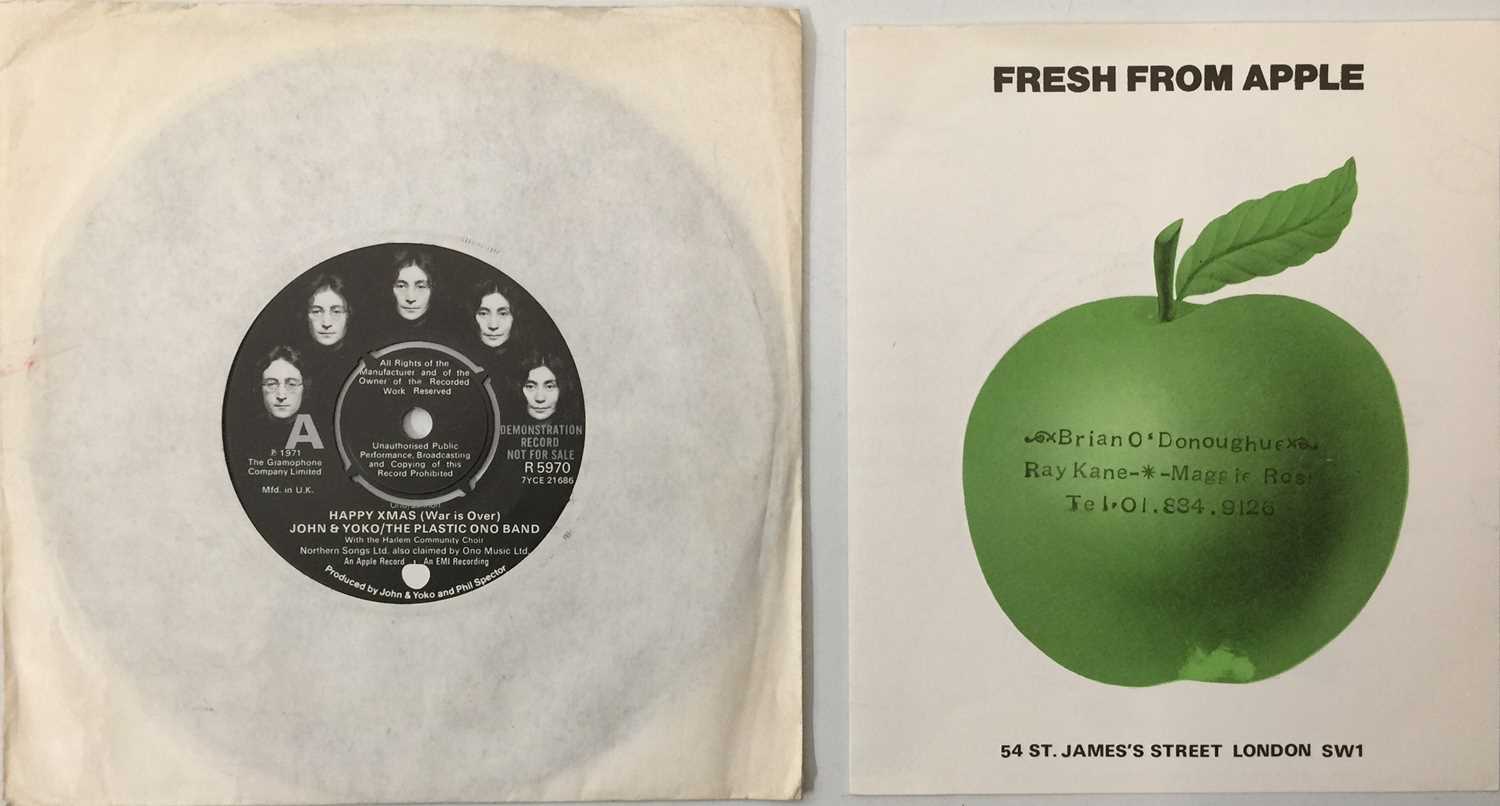 All Rights of the
Manufacturer and of the
Owner of the Recorded
Work Reserved
Unauthorised Public
Performance, Broadcasting
and Copying of this
Record Prohibited
A
℗ 1971
The Gramophone
Company Limited
Mfd. in U.K.
DEMONSTRATION
RECORD
NOT FOR SALE
R 5970
7YCE 21686
HAPPY XMAS (War is Over)
JOHN & YOKO/THE PLASTIC ONO BAND
With the Harlem Community Choir
Northern Songs Ltd. also claimed by Ono Music Ltd.
An Apple Record An EMI Recording
Produced by John & Yoko and Phil Spector
FRESH FROM APPLE
Brian O'Donoughue
Ray Kane-*-Maggie
Tel.01.884.9126
54 ST. JAMES'S STREET LONDON SW1